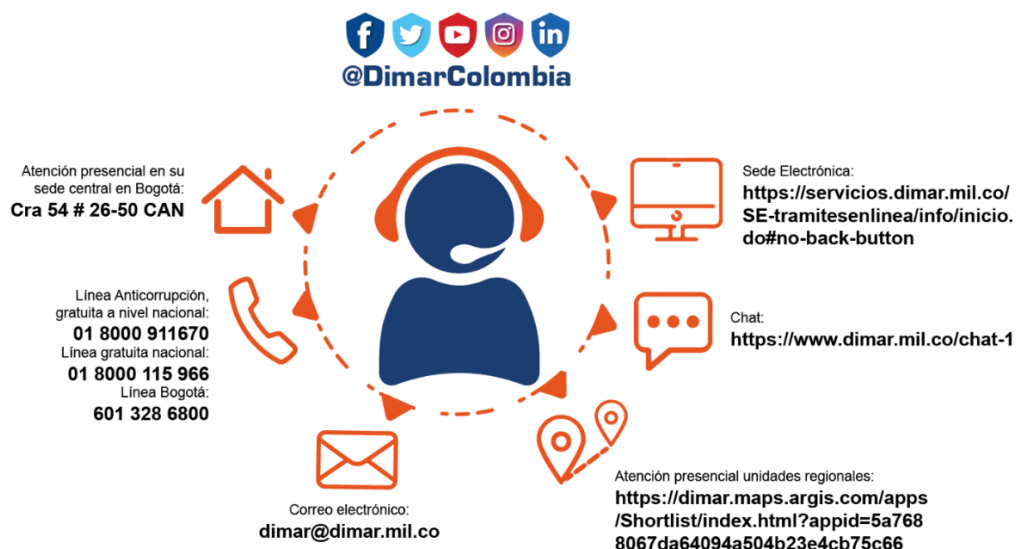 @DimarColombia
Atención presencial en su
sede central en Bogotá:
Cra 54 # 26-50 CAN
Línea Anticorrupción,
gratuita a nivel nacional:
01 8000 911670
Línea gratuita nacional:
01 8000 115 966
Línea Bogotá:
601 328 6800
Correo electrónico:
dimar@dimar.mil.co
Sede Electrónica:
https://servicios.dimar.mil.co/
SE-tramitesenlinea/info/inicio.
do#no-back-button
Chat:
https://www.dimar.mil.co/chat-1
Atención presencial unidades regionales:
https://dimar.maps.argis.com/apps
/Shortlist/index.html?appid=5a768
8067da64094a504b23e4cb75c66